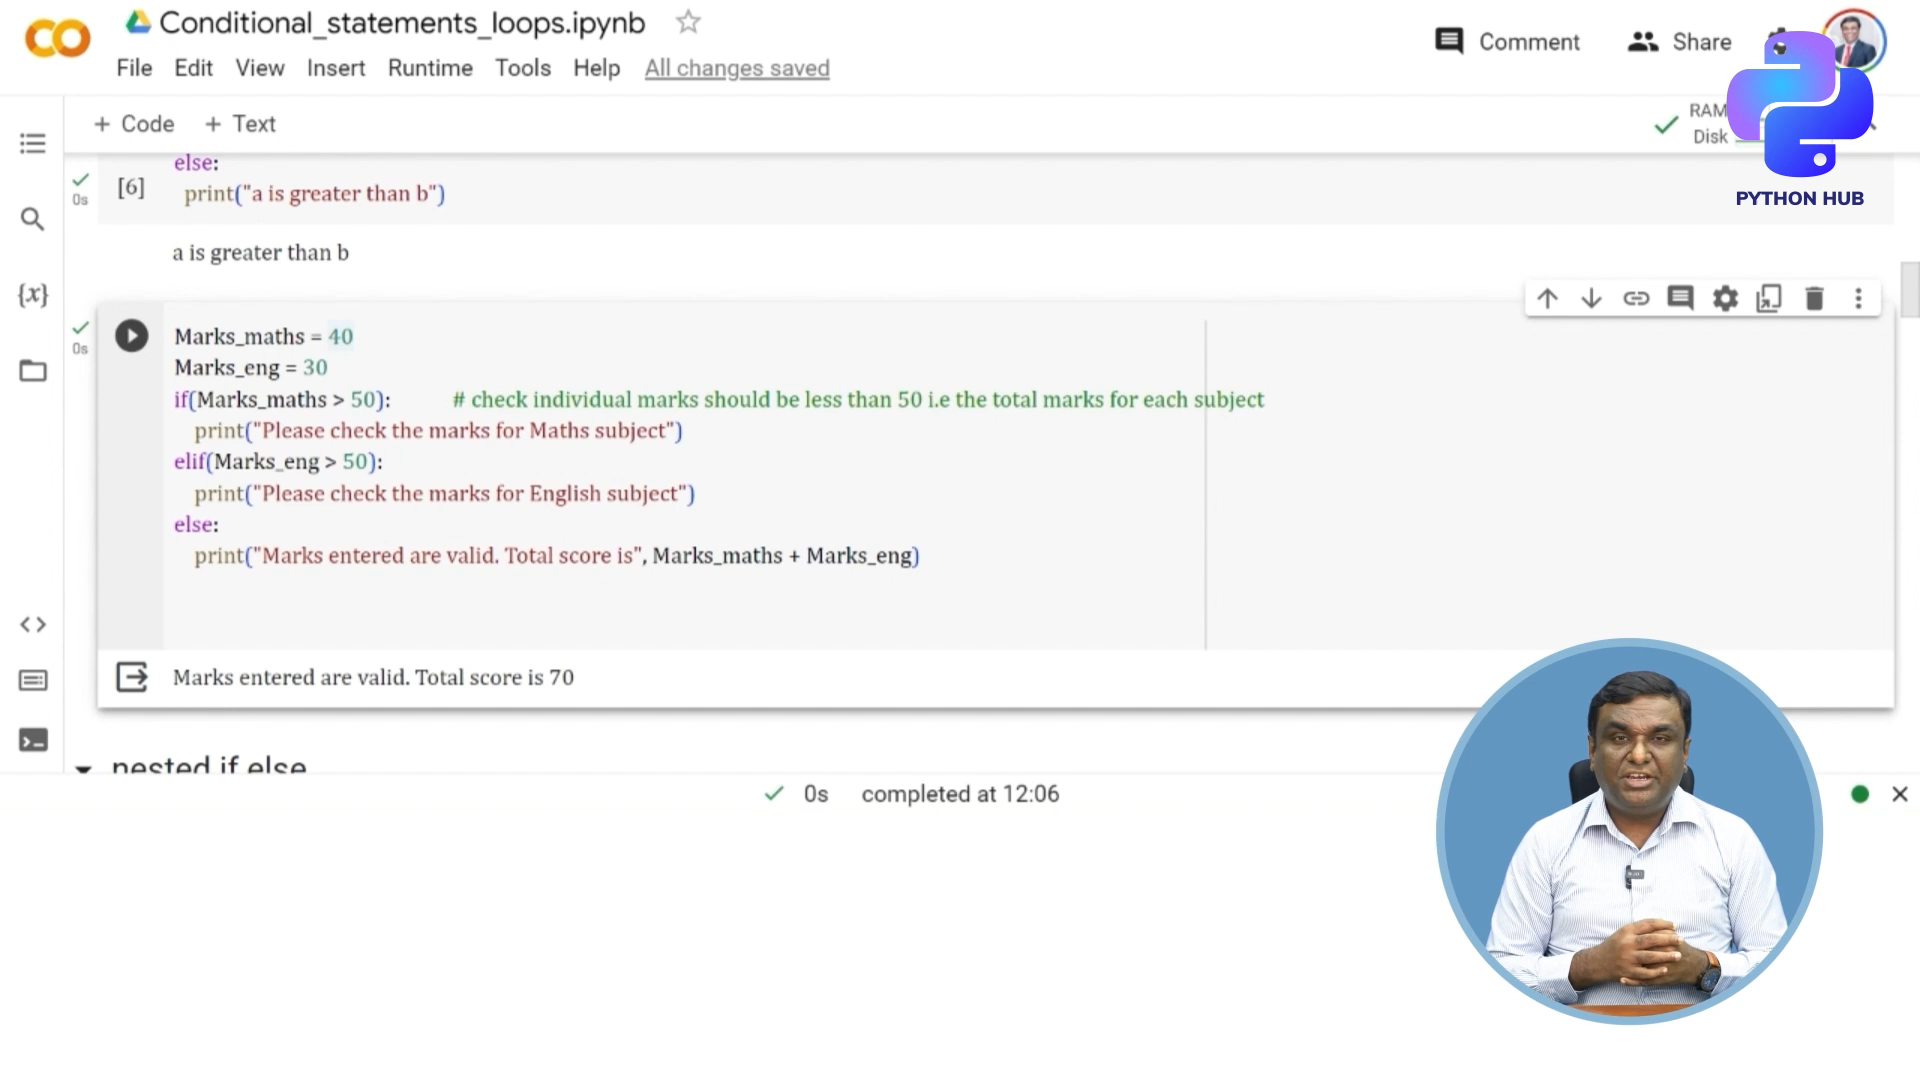 Conditional_statements_loops.ipynb
File Edit View Insert Runtime Tools Help All changes saved
Comment Share
+ Code + Text
RAM
Disk
PYTHON HUB
else:
0s [6] print("a is greater than b")
a is greater than b
{x}
0s
Marks_maths = 40
Marks_eng = 30
if(Marks_maths > 50): # check individual marks should be less than 50 i.e the total marks for each subject
print("Please check the marks for Maths subject")
elif(Marks_eng > 50):
print("Please check the marks for English subject")
else:
print("Marks entered are valid. Total score is", Marks_maths + Marks_eng)
Marks entered are valid. Total score is 70
nested if else
0s completed at 12:06